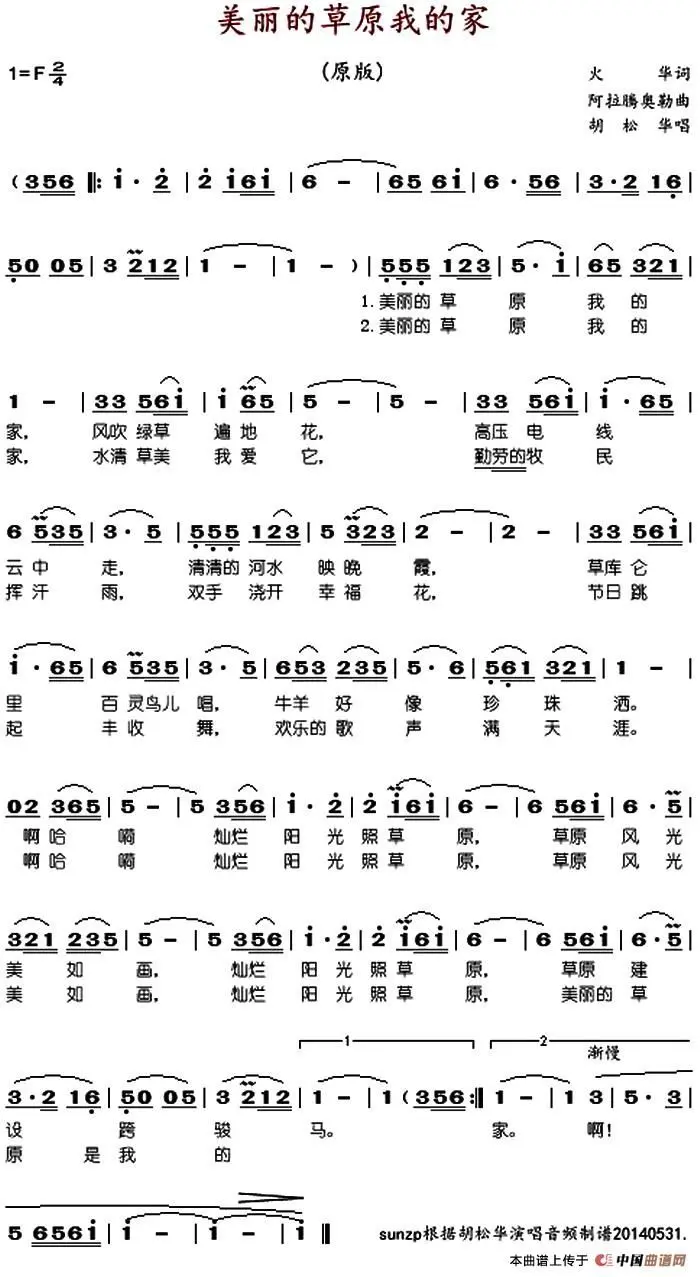 美丽的草原我的家
1=F 2/4 (原版) 火 华词
阿拉腾奥勒曲
胡 松 华唱
( 356 ‖: i · 2 | 2 i6i | 6 - | 65 6i | 6 · 56 | 3 · 2 16 |
50 05 | 3 212 | 1 - | 1 - ) | 555 123 | 5 · i | 65 321 |
1.美丽的 草 原 我 的
2.美丽的 草 原 我 的
1 - | 33 56i | i 65 | 5 - | 5 - | 33 56i | i · 65 |
家, 风吹 绿草 遍 地 花, 高压 电 线
家, 水清 草美 我 爱 它, 勤劳的牧 民
6 535 | 3 · 5 | 555 123 | 5 323 | 2 - | 2 - | 33 56i |
云 中 走, 清清的 河水 映 晚 霞, 草库 仑
挥 汗 雨, 双手 浇开 幸 福 花, 节日 跳
i · 65 | 6 535 | 3 · 5 | 653 235 | 5 · 6 | 561 321 | 1 - |
里 百 灵鸟儿 唱, 牛羊 好 像 珍 珠 洒。
起 丰 收 舞, 欢乐的 歌 声 满 天 涯。
02 365 | 5 - | 5 356 | i · 2 | 2 i6i | 6 - | 6 56i | 6 · 5 |
啊哈 嗬 灿烂 阳 光 照 草 原, 草原 风 光
啊哈 嗬 灿烂 阳 光 照 草 原, 草原 风 光
321 235 | 5 - | 5 356 | i · 2 | 2 i6i | 6 - | 6 56i | 6 · 5 |
美 如 画, 灿烂 阳 光 照 草 原, 草原 建
美 如 画, 灿烂 阳 光 照 草 原, 美丽的 草
1 2 渐慢
3 · 2 16 | 50 05 | 3 212 | 1 - | 1 ( 356 :‖ 1 - | 1 3 | 5 · 3 |
设 跨 骏 马。 家。 啊!
原 是 我 的
5 656i | i - | i - ‖ sunzp根据胡松华演唱音频制谱20140531.
本曲谱上传于 中国曲谱网